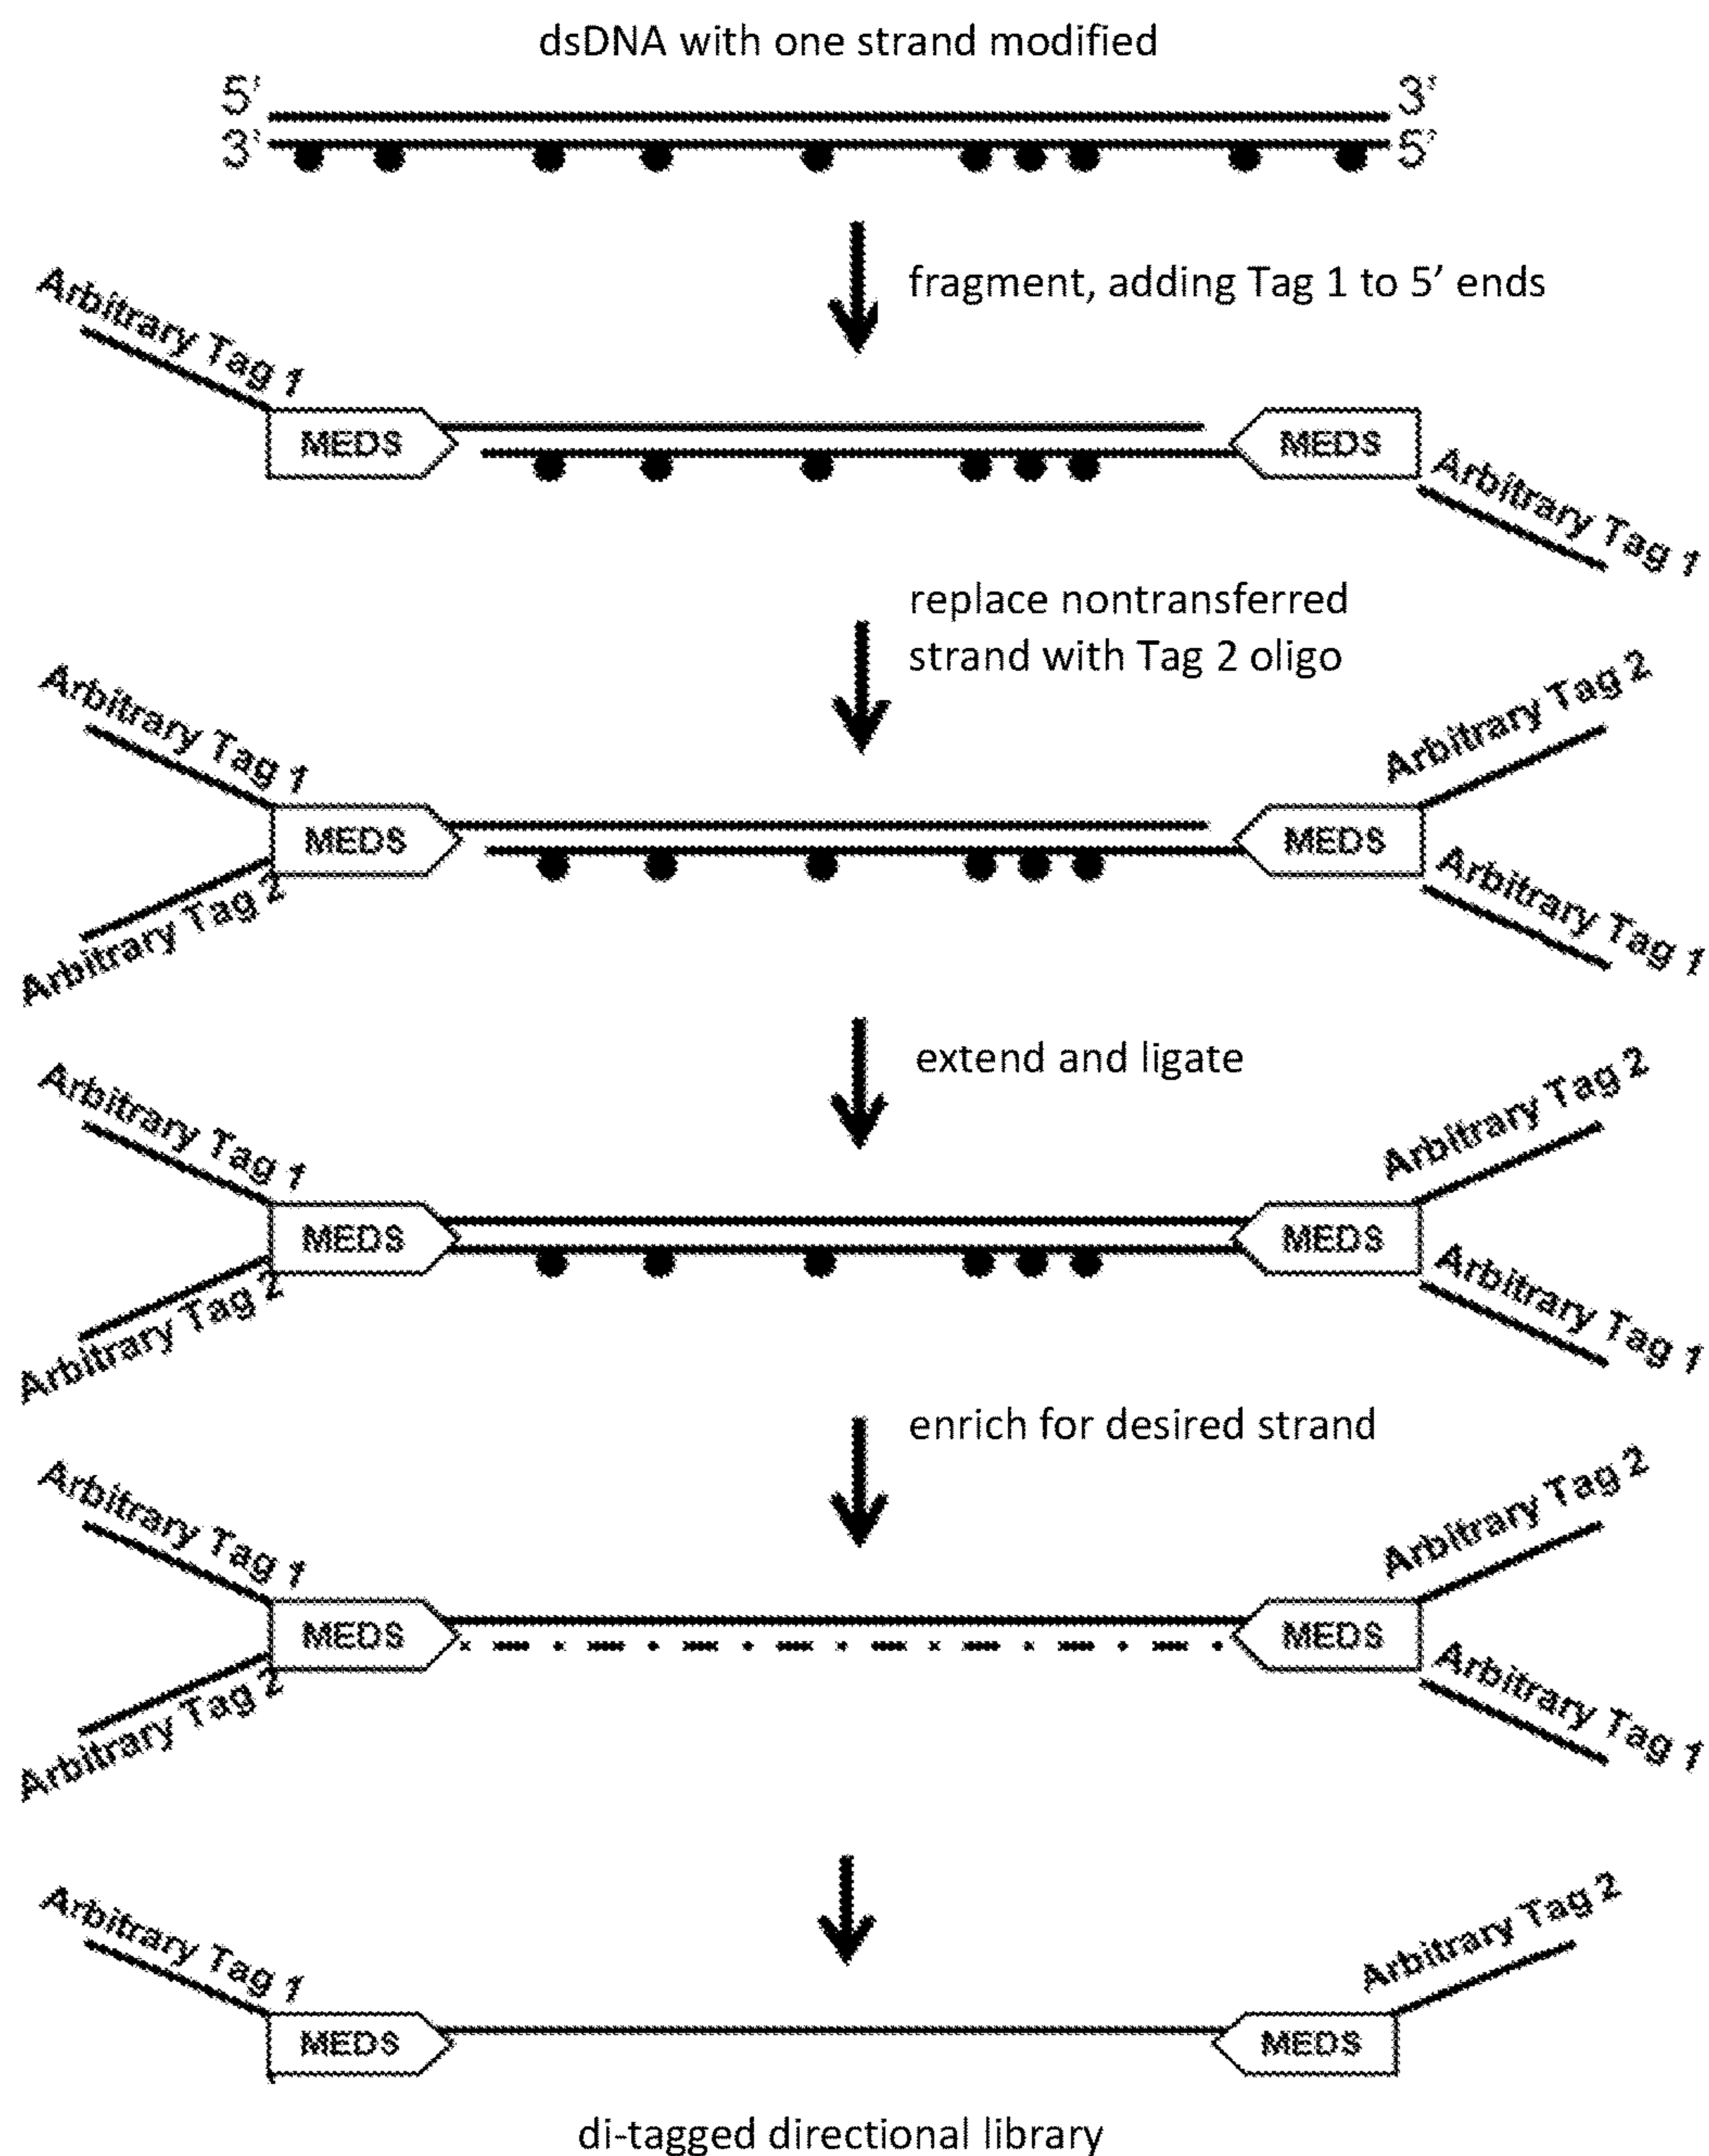 dsDNA with one strand modified
5' 3'
3' 5'
fragment, adding Tag 1 to 5' ends
Arbitrary Tag 1
MEDS MEDS
Arbitrary Tag 1
replace nontransferred
strand with Tag 2 oligo
Arbitrary Tag 1 Arbitrary Tag 2
MEDS MEDS
Arbitrary Tag 2 Arbitrary Tag 1
extend and ligate
Arbitrary Tag 1 Arbitrary Tag 2
MEDS MEDS
Arbitrary Tag 2 Arbitrary Tag 1
enrich for desired strand
Arbitrary Tag 1 Arbitrary Tag 2
MEDS MEDS
Arbitrary Tag 2 Arbitrary Tag 1
Arbitrary Tag 1 Arbitrary Tag 2
MEDS MEDS
di-tagged directional library